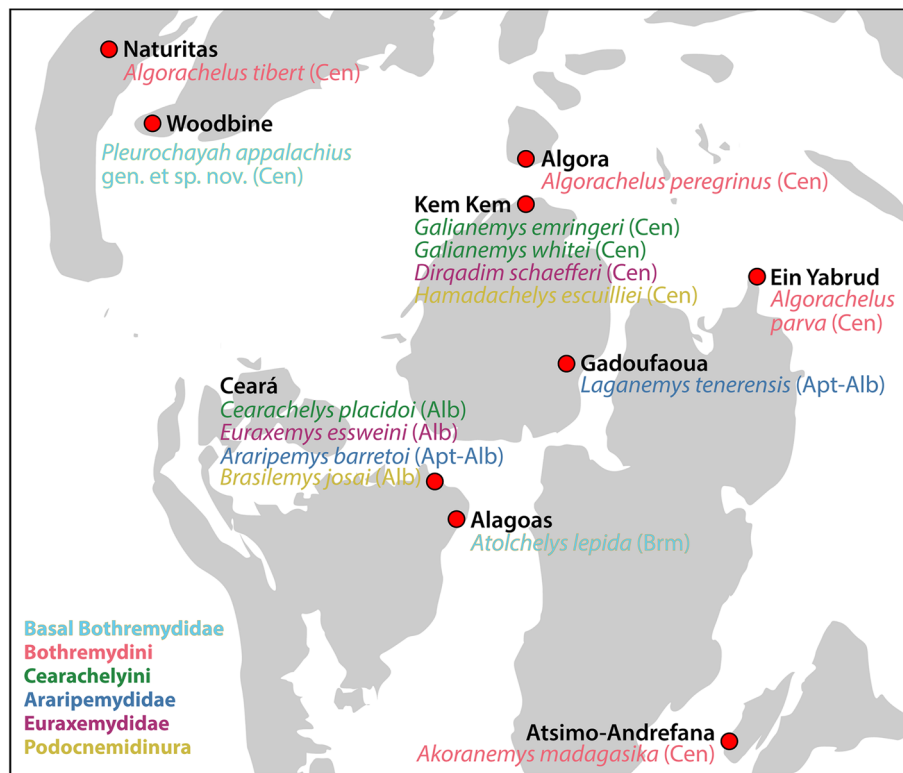 Naturitas
Algorachelus tibert (Cen)
Woodbine
Pleurochayah appalachius
gen. et sp. nov. (Cen)
Algora
Algorachelus peregrinus (Cen)
Kem Kem
Galianemys emringeri (Cen)
Galianemys whitei (Cen)
Dirqadim schaefferi (Cen)
Hamadachelys escuilliei (Cen)
Ein Yabrud
Algorachelus
parva (Cen)
Gadoufaoua
Laganemys tenerensis (Apt-Alb)
Ceará
Cearachelys placidoi (Alb)
Euraxemys essweini (Alb)
Araripemys barretoi (Apt-Alb)
Brasilemys josai (Alb)
Alagoas
Atolchelys lepida (Brm)
Basal Bothremydidae
Bothremydini
Cearachelyini
Araripemydidae
Euraxemydidae
Podocnemidinura
Atsimo-Andrefana
Akoranemys madagasika (Cen)